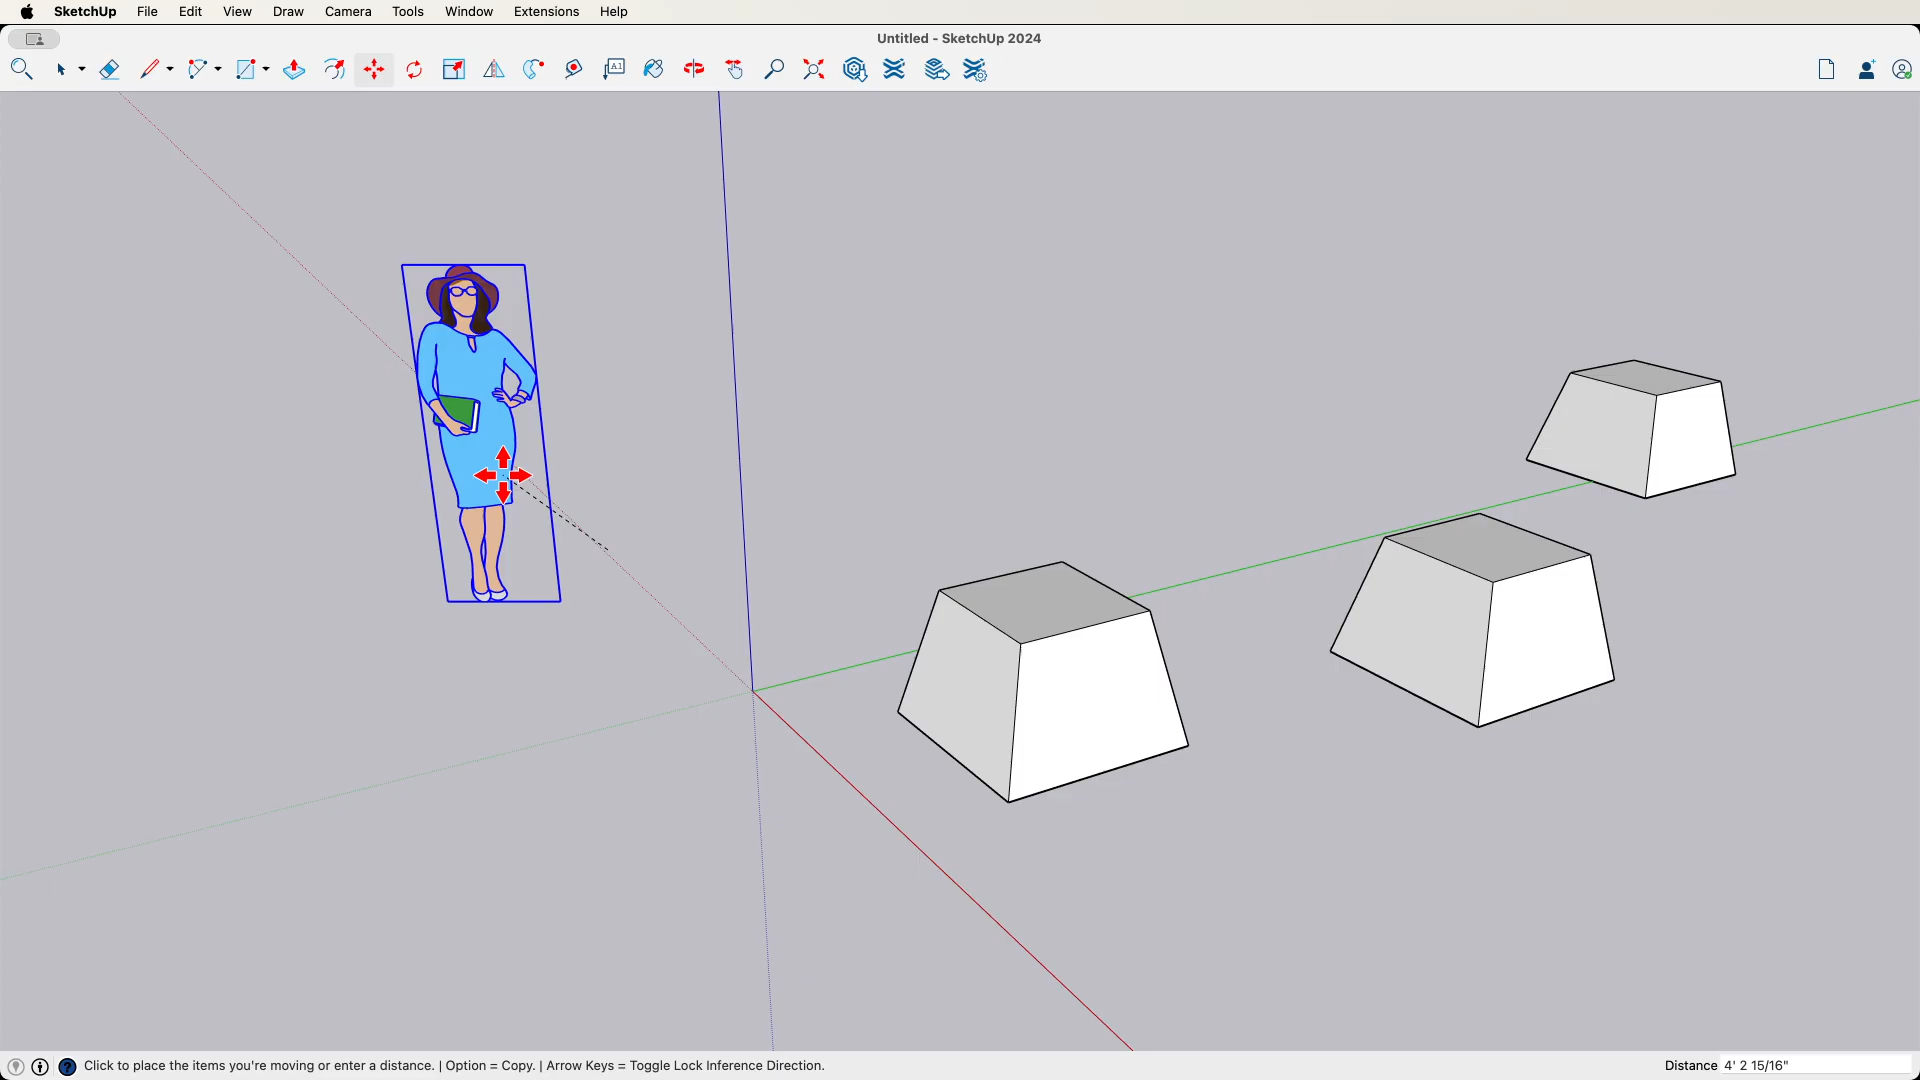 SketchUp File Edit View Draw Camera Tools Window Extensions Help
Untitled - SketchUp 2024
A1
Click to place the items you're moving or enter a distance. | Option = Copy. | Arrow Keys = Toggle Lock Inference Direction.
Distance 4' 2 15/16"